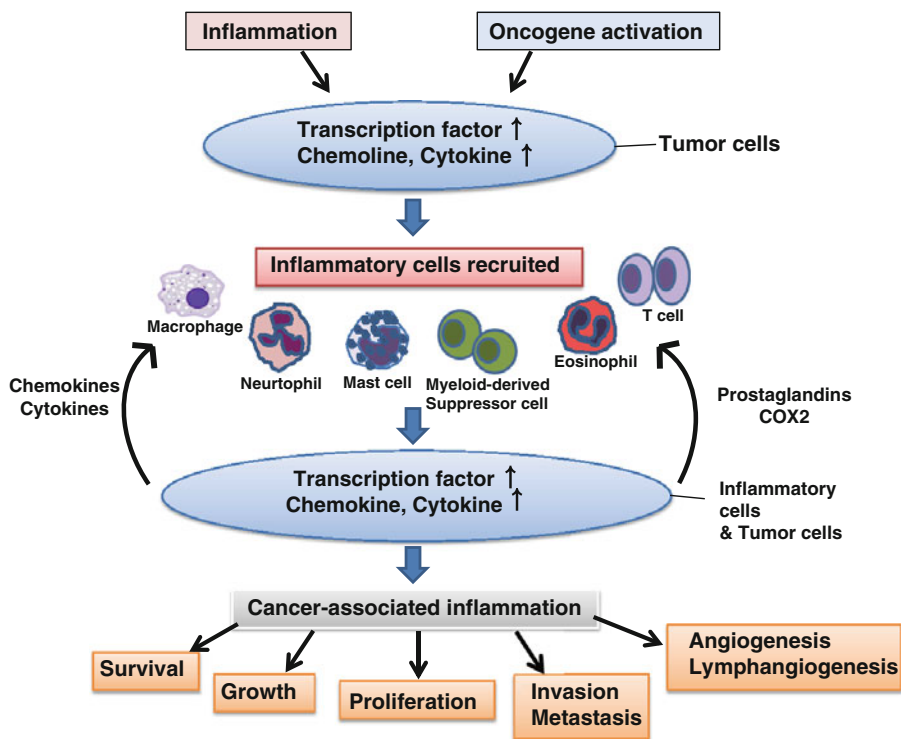 Inflammation
Oncogene activation
Transcription factor ↑
Chemoline, Cytokine ↑
Tumor cells
Inflammatory cells recruited
Macrophage
Neurtophil
Mast cell
Myeloid-derived
Suppressor cell
Eosinophil
T cell
Chemokines
Cytokines
Prostaglandins
COX2
Transcription factor ↑
Chemokine, Cytokine ↑
Inflammatory
cells
& Tumor cells
Cancer-associated inflammation
Survival
Growth
Proliferation
Invasion
Metastasis
Angiogenesis
Lymphangiogenesis